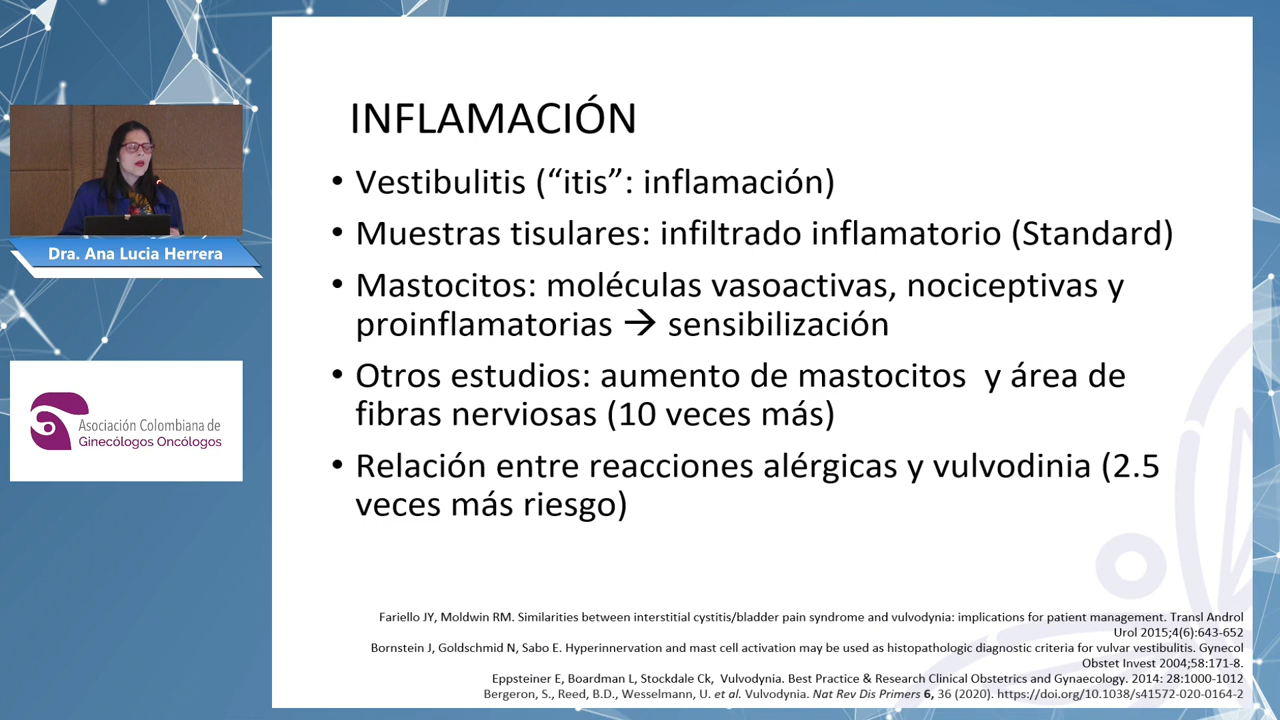 INFLAMACIÓN
• Vestibulitis (“itis”: inflamación)
• Muestras tisulares: infiltrado inflamatorio (Standard)
• Mastocitos: moléculas vasoactivas, nociceptivas y
proinflamatorias → sensibilización
• Otros estudios: aumento de mastocitos  y área de
fibras nerviosas (10 veces más)
• Relación entre reacciones alérgicas y vulvodinia (2.5
veces más riesgo)
Fariello JY, Moldwin RM. Similarities between interstitial cystitis/bladder pain syndrome and vulvodynia: implications for patient management. Transl Androl
Urol 2015;4(6):643-652
Bornstein J, Goldschmid N, Sabo E. Hyperinnervation and mast cell activation may be used as histopathologic diagnostic criteria for vulvar vestibulitis. Gynecol
Obstet Invest 2004;58:171-8.
Eppsteiner E, Boardman L, Stockdale Ck,  Vulvodynia. Best Practice & Research Clinical Obstetrics and Gynaecology. 2014: 28:1000-1012
Bergeron, S., Reed, B.D., Wesselmann, U. et al. Vulvodynia. Nat Rev Dis Primers 6, 36 (2020). https://doi.org/10.1038/s41572-020-0164-2
Dra. Ana Lucia Herrera
Asociación Colombiana de
Ginecólogos Oncólogos